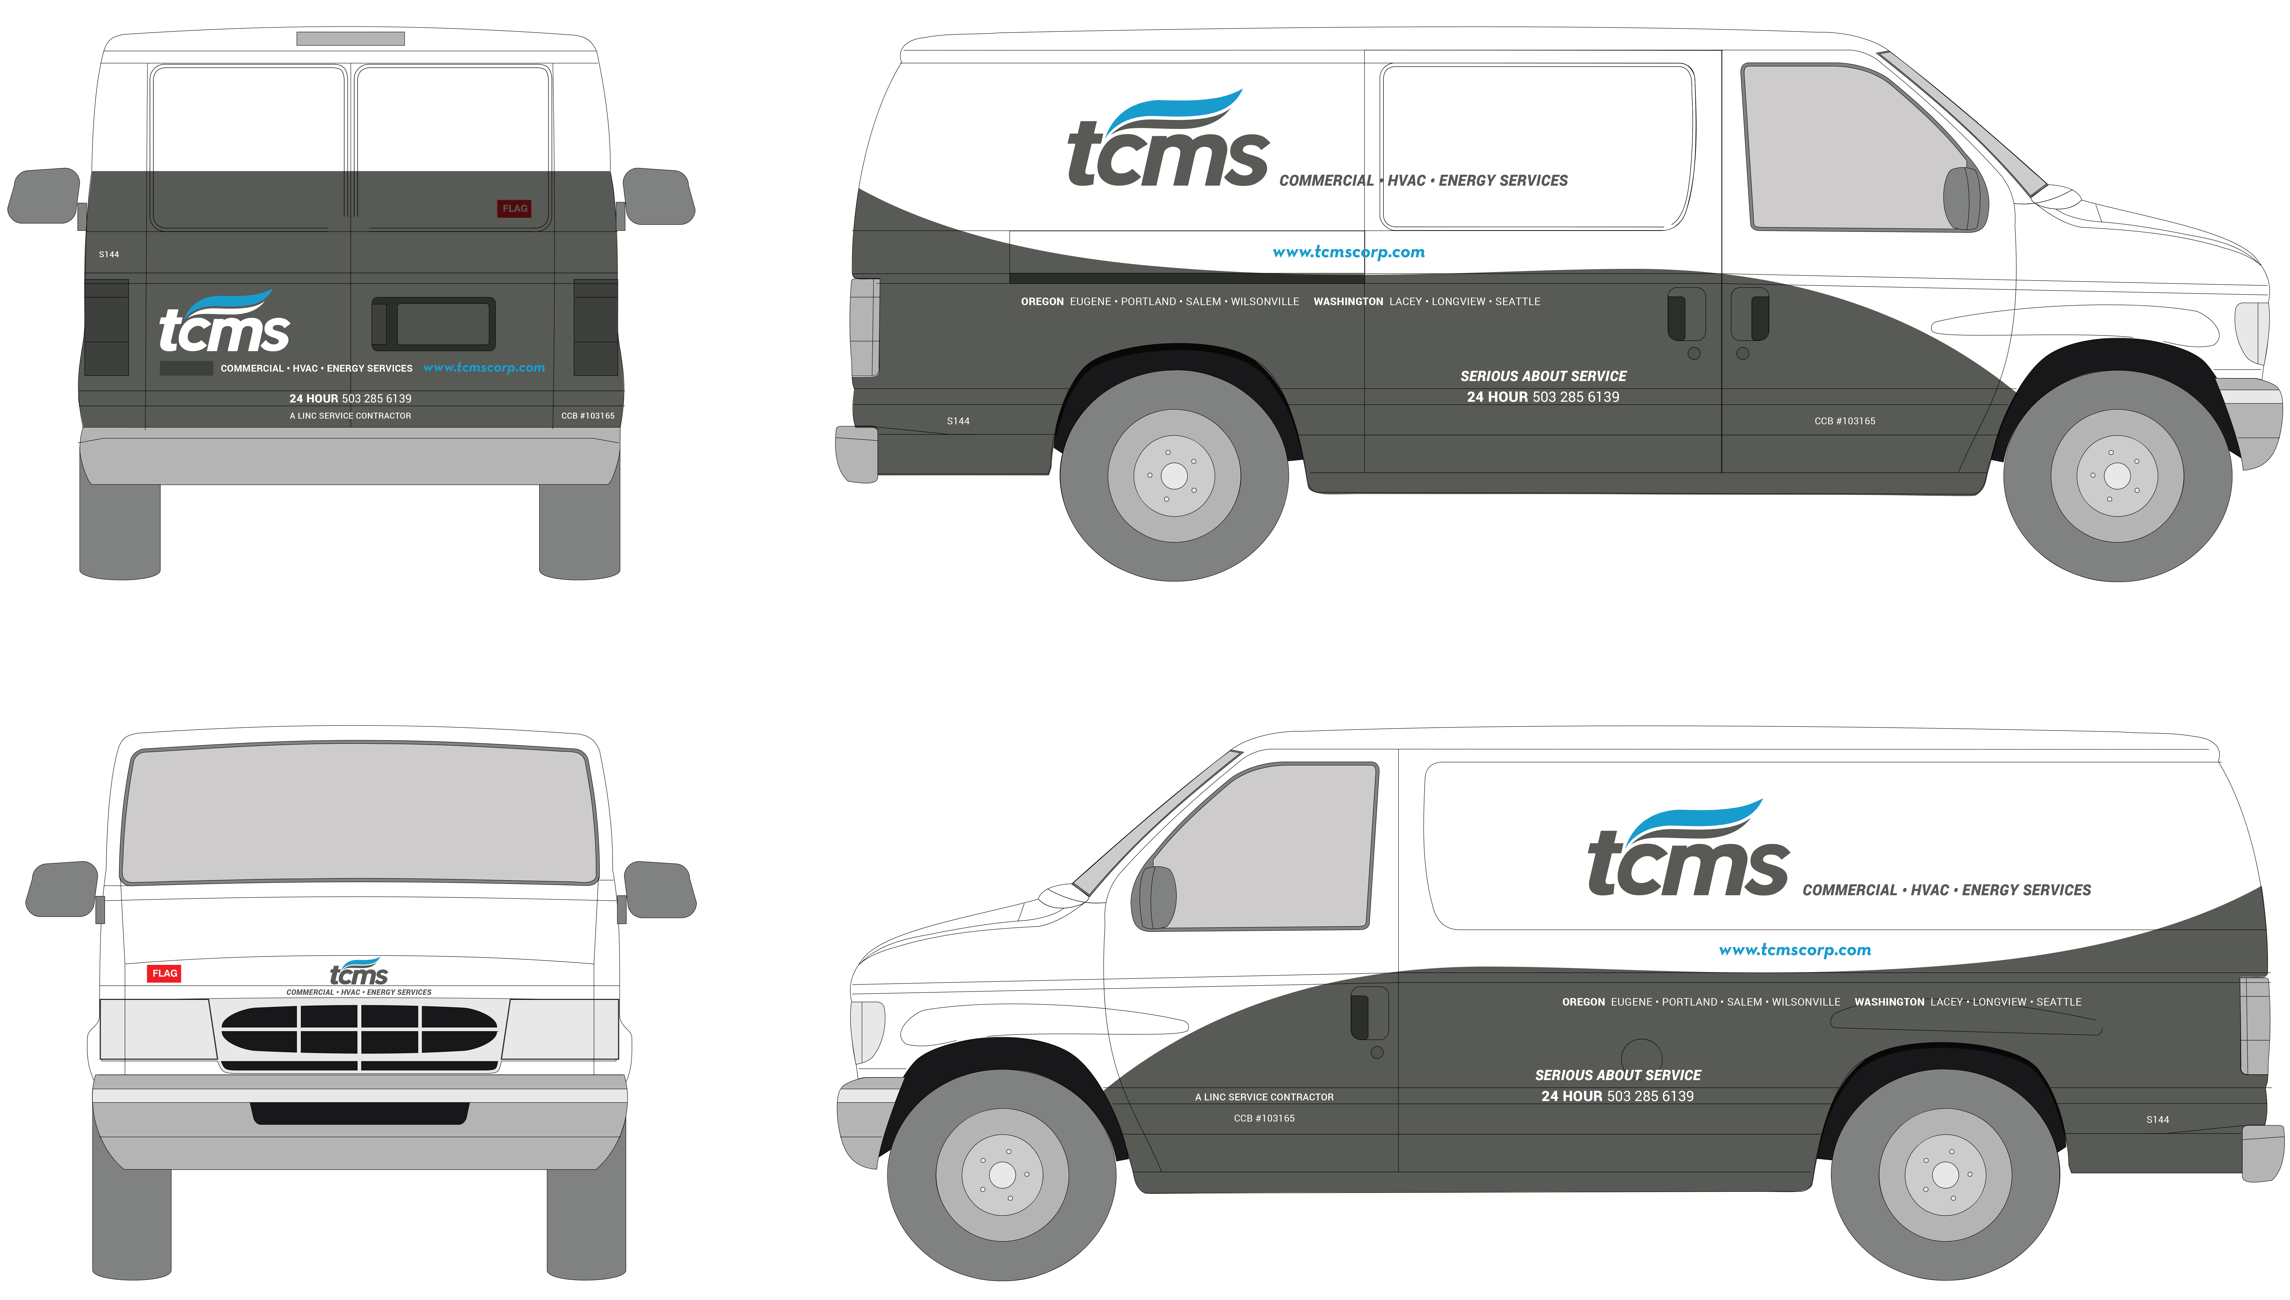 FLAG
S144
tcms
COMMERCIAL • HVAC • ENERGY SERVICES www.tcmscorp.com
24 HOUR 503 285 6139
A LINC SERVICE CONTRACTOR
CCB #103165
tcms
COMMERCIAL • HVAC • ENERGY SERVICES
www.tcmscorp.com
OREGON EUGENE • PORTLAND • SALEM • WILSONVILLE WASHINGTON LACEY • LONGVIEW • SEATTLE
SERIOUS ABOUT SERVICE
24 HOUR 503 285 6139
S144
CCB #103165
FLAG
tcms
COMMERCIAL • HVAC • ENERGY SERVICES
tcms
COMMERCIAL • HVAC • ENERGY SERVICES
www.tcmscorp.com
OREGON EUGENE • PORTLAND • SALEM • WILSONVILLE WASHINGTON LACEY • LONGVIEW • SEATTLE
SERIOUS ABOUT SERVICE
24 HOUR 503 285 6139
A LINC SERVICE CONTRACTOR
CCB #103165
S144